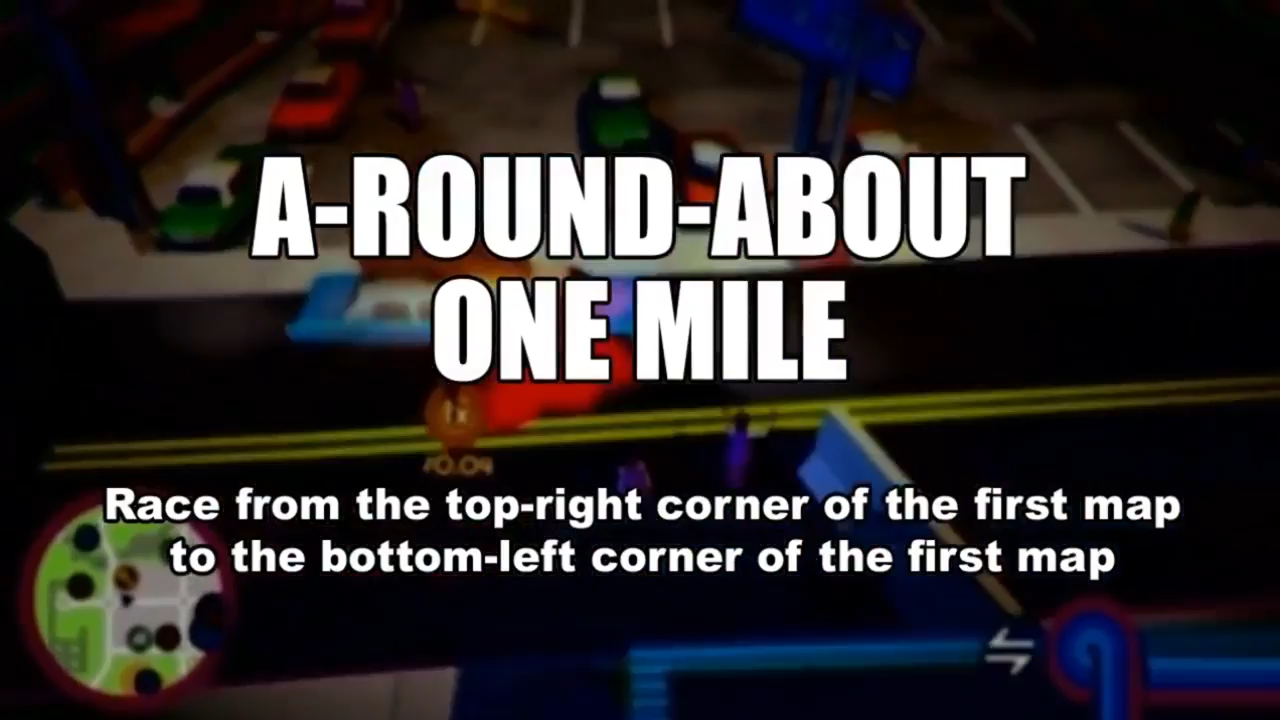 A-ROUND-ABOUT
ONE MILE
1x
Race from the top-right corner of the first map
to the bottom-left corner of the first map